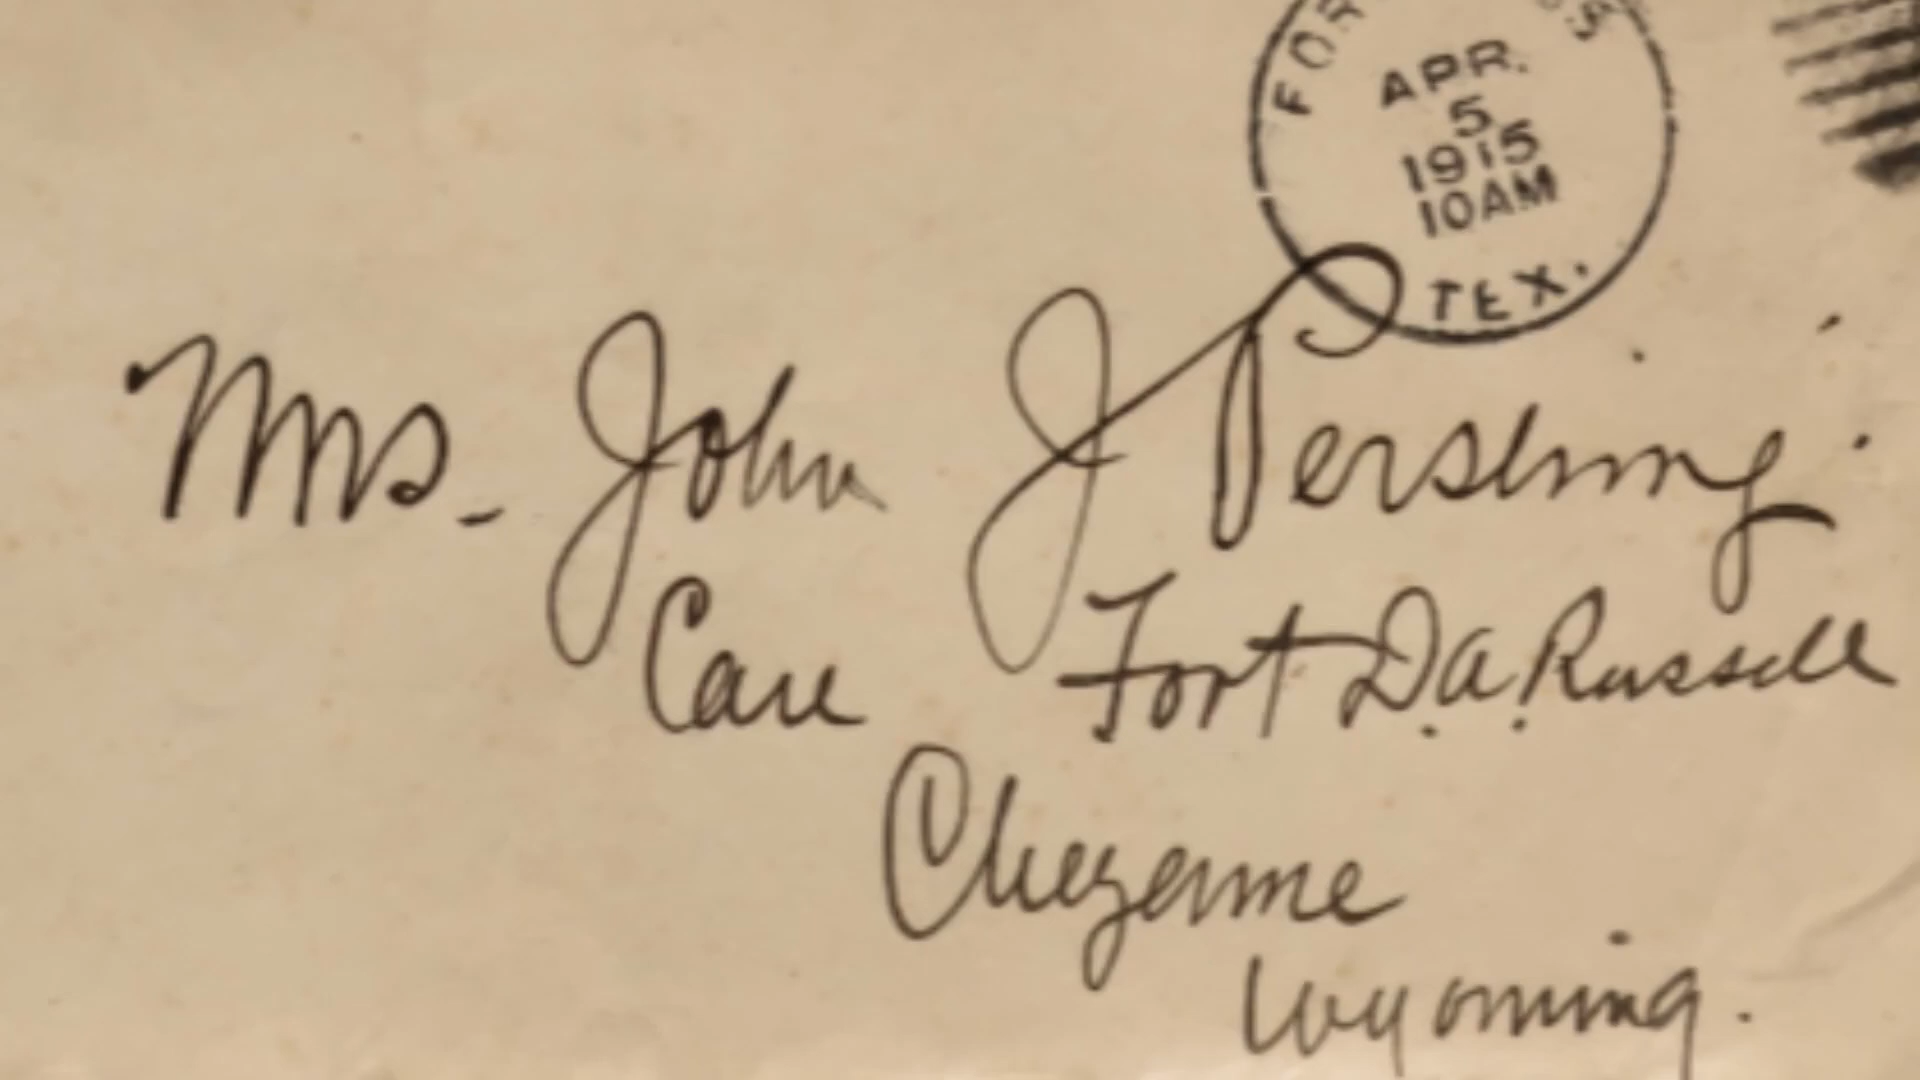 APR.
5
1915
10AM
TEX.
Mrs. John J Pershing.
Care Fort D.A. Russell
Cheyenne
Wyoming.